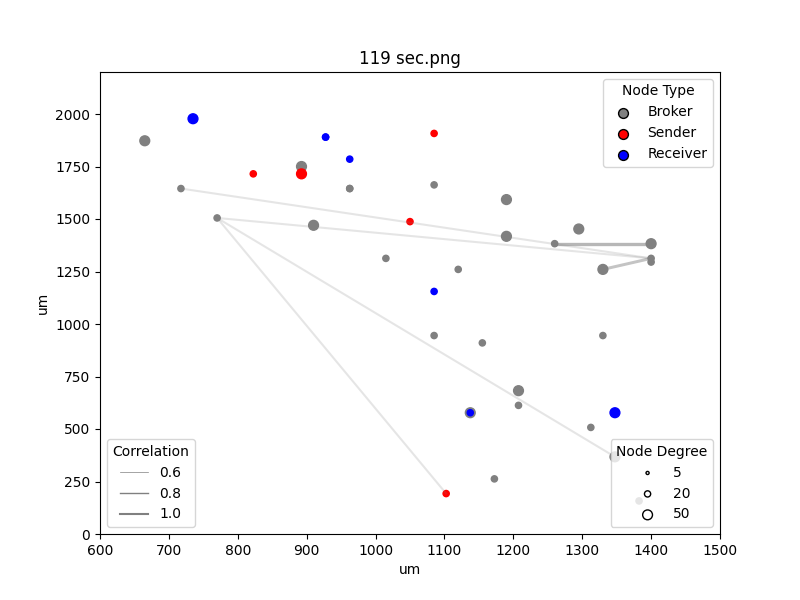 119 sec.png
Node Type
Broker
Sender
Receiver
2000
1750
1500
1250
1000
750
500
250
0
um
Correlation
0.6
0.8
1.0
Node Degree
5
20
50
600 700 800 900 1000 1100 1200 1300 1400 1500
um